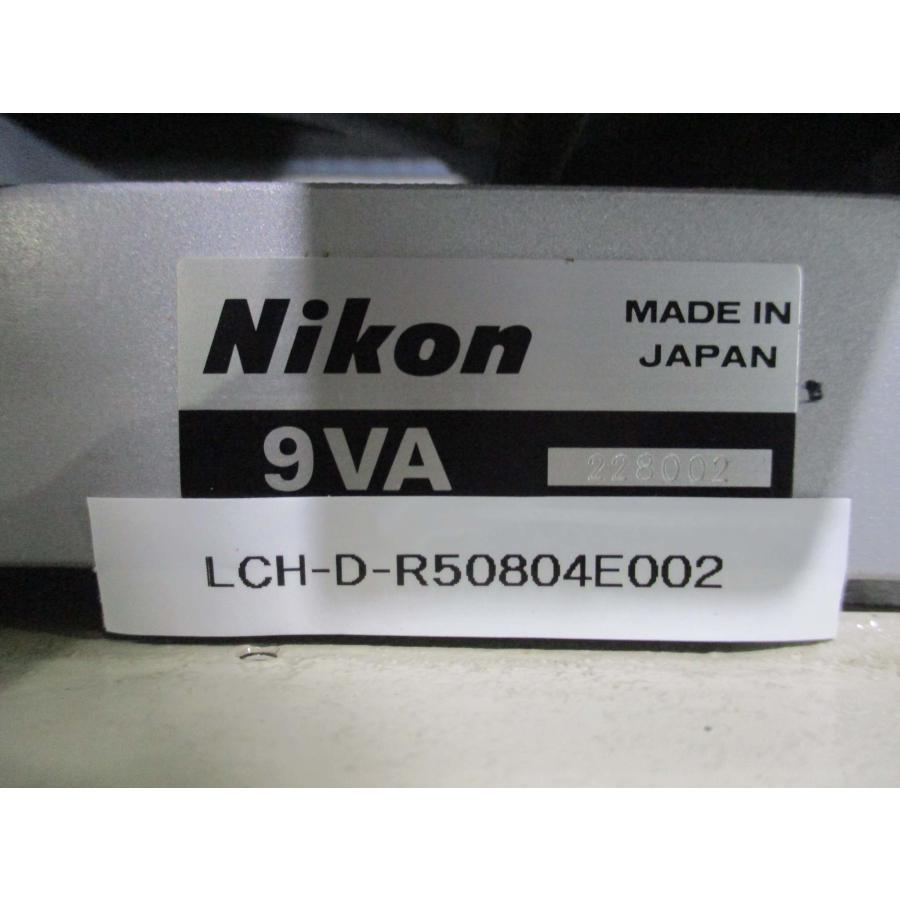 Nikon
MADE IN
JAPAN
9VA
228002
LCH-D-R50804E002